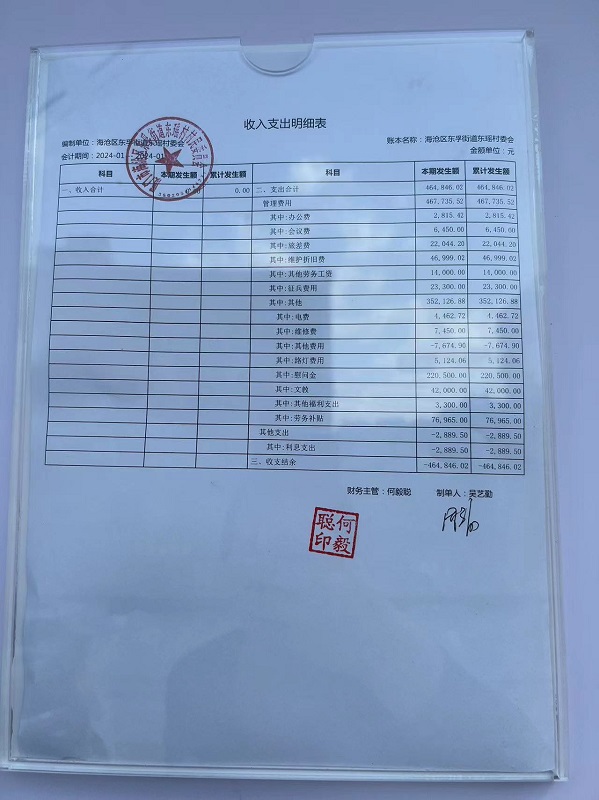 收入支出明细表
编制单位：海沧区东孚街道东瑶村委会 账本名称：海沧区东孚街道东瑶村委会
会计期间：2024-01 2024-01 金额单位：元
科目 本期发生额 累计发生额 科目 本期发生额 累计发生额
一、收入合计 0.00 二、支出合计 464,846.02 464,846.02
管理费用 467,735.52 467,735.52
其中:办公费 2,815.42 2,815.42
其中:会议费 6,450.00 6,450.00
其中:旅差费 22,044.20 22,044.20
其中:维护折旧费 46,999.02 46,999.02
其中:其他劳务工资 14,000.00 14,000.00
其中:征兵费用 23,300.00 23,300.00
其中:其他 352,126.88 352,126.88
其中:电费 4,462.72 4,462.72
其中:维修费 7,450.00 7,450.00
其中:其他费用 -7,674.90 -7,674.90
其中:路灯费用 5,124.06 5,124.06
其中:慰问金 220,500.00 220,500.00
其中:文教 42,000.00 42,000.00
其中:其他福利支出 3,300.00 3,300.00
其中:劳务补贴 76,965.00 76,965.00
其他支出 -2,889.50 -2,889.50
其中:利息支出 -2,889.50 -2,889.50
三、收支结余 -464,846.02 -464,846.02
财务主管：何毅聪 制单人：吴艺勤
何毅聪印